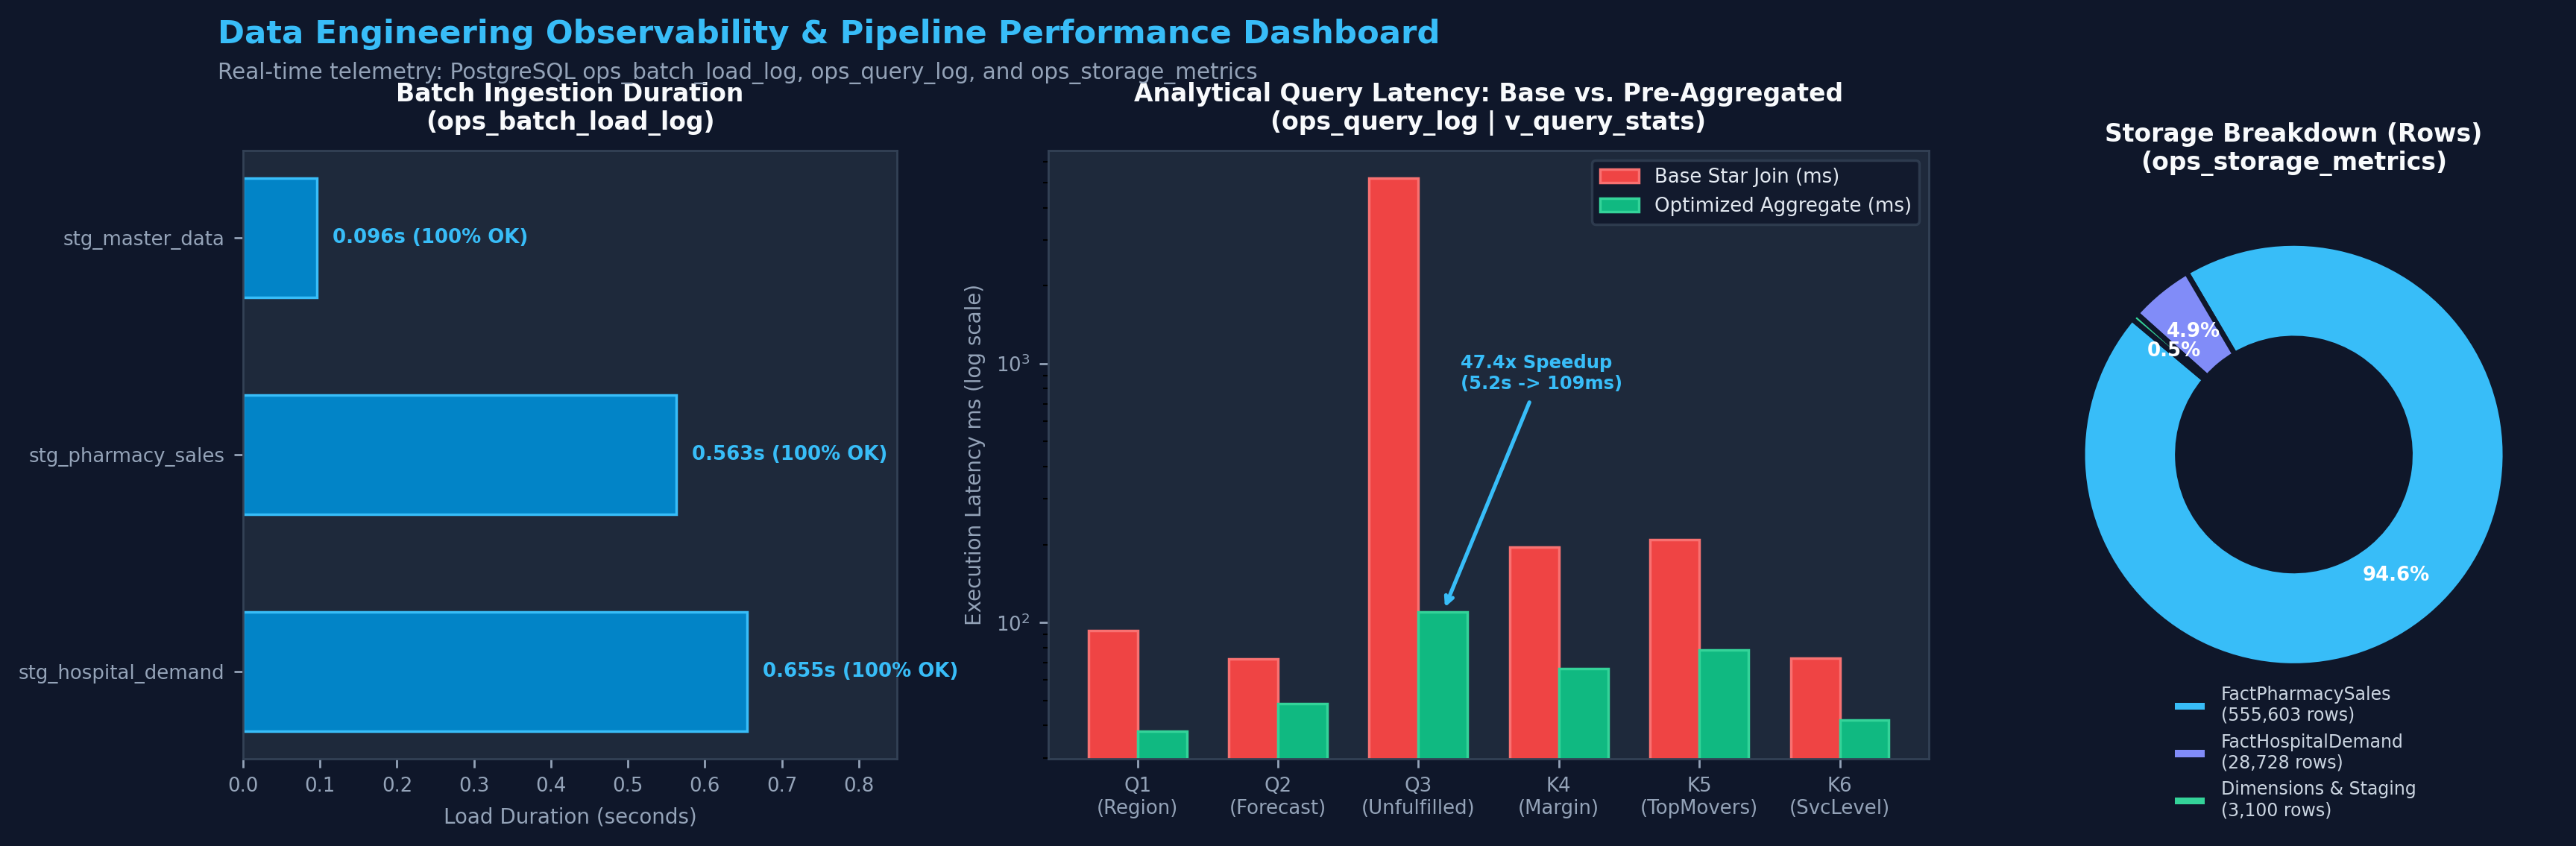 Data Engineering Observability & Pipeline Performance Dashboard
Real-time telemetry: PostgreSQL ops_batch_load_log, ops_query_log, and ops_storage_metrics
Batch Ingestion Duration
(ops_batch_load_log)
stg_master_data
0.096s (100% OK)
stg_pharmacy_sales
0.563s (100% OK)
stg_hospital_demand
0.655s (100% OK)
0.0 0.1 0.2 0.3 0.4 0.5 0.6 0.7 0.8
Load Duration (seconds)
Analytical Query Latency: Base vs. Pre-Aggregated
(ops_query_log | v_query_stats)
Base Star Join (ms)
Optimized Aggregate (ms)
Execution Latency ms (log scale)
10³
10²
47.4x Speedup
(5.2s -> 109ms)
Q1 Q2 Q3 K4 K5 K6
(Region) (Forecast) (Unfulfilled) (Margin) (TopMovers) (SvcLevel)
Storage Breakdown (Rows)
(ops_storage_metrics)
4.9%
0.5%
94.6%
FactPharmacySales
(555,603 rows)
FactHospitalDemand
(28,728 rows)
Dimensions & Staging
(3,100 rows)